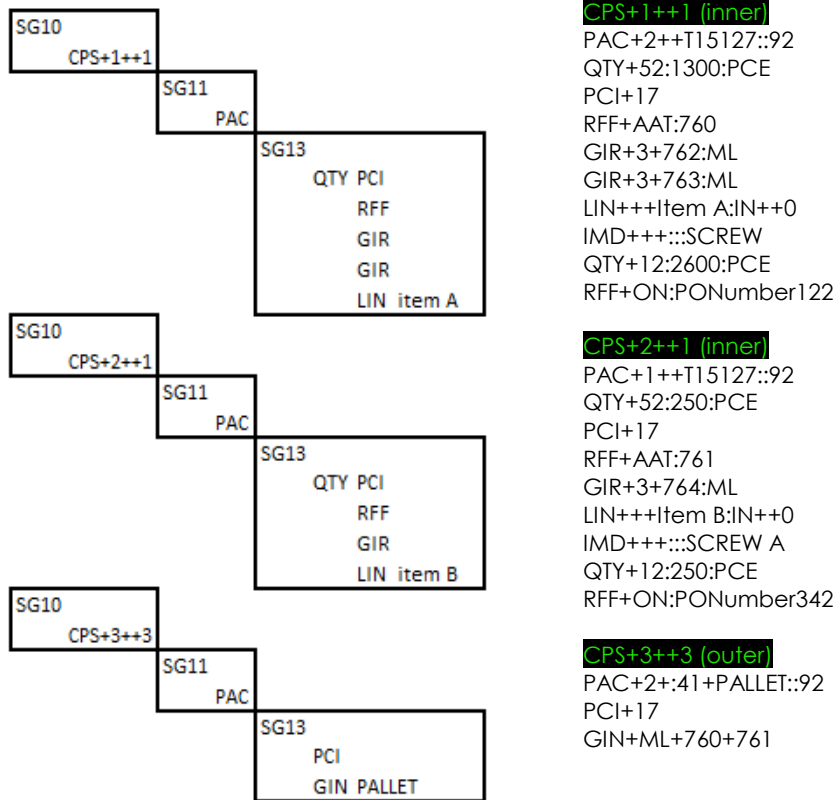 SG10
CPS+1++1
SG11
PAC
SG13
QTY PCI
RFF
GIR
GIR
LIN item A
SG10
CPS+2++1
SG11
PAC
SG13
QTY PCI
RFF
GIR
LIN item B
SG10
CPS+3++3
SG11
PAC
SG13
PCI
GIN PALLET
CPS+1++1 (inner)
PAC+2++T15127::92
QTY+52:1300:PCE
PCI+17
RFF+AAT:760
GIR+3+762:ML
GIR+3+763:ML
LIN+++Item A:IN++0
IMD+++:::SCREW
QTY+12:2600:PCE
RFF+ON:PONumber122
CPS+2++1 (inner)
PAC+1++T15127::92
QTY+52:250:PCE
PCI+17
RFF+AAT:761
GIR+3+764:ML
LIN+++Item B:IN++0
IMD+++:::SCREW A
QTY+12:250:PCE
RFF+ON:PONumber342
CPS+3++3 (outer)
PAC+2+:41+PALLET::92
PCI+17
GIN+ML+760+761